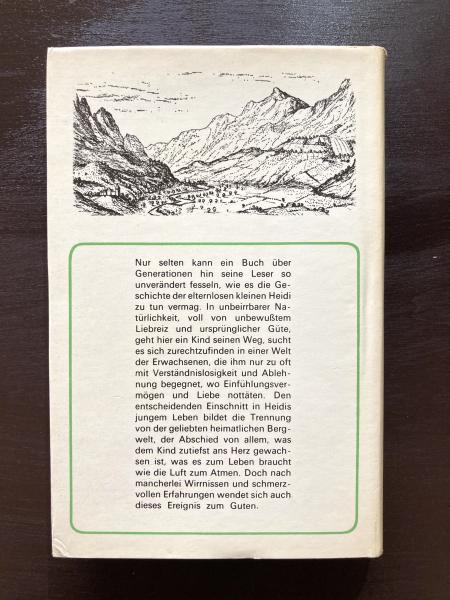 Nur selten kann ein Buch über
Generationen hin seine Leser so
unverändert fesseln, wie es die Ge-
schichte der elternlosen kleinen Heidi
zu tun vermag. In unbeirrbarer Na-
türlichkeit, voll von unbewußtem
Liebreiz und ursprünglicher Güte,
geht hier ein Kind seinen Weg, sucht
es sich zurechtzufinden in einer Welt
der Erwachsenen, die ihm nur zu oft
mit Verständnislosigkeit und Ableh-
nung begegnet, wo Einfühlungsver-
mögen und Liebe nottäten. Den
entscheidenden Einschnitt in Heidis
jungem Leben bildet die Trennung
von der geliebten heimatlichen Berg-
welt, der Abschied von allem, was
dem Kind zutiefst ans Herz gewach-
sen ist, was es zum Leben braucht
wie die Luft zum Atmen. Doch nach
mancherlei Wirrnissen und schmerz-
vollen Erfahrungen wendet sich auch
dieses Ereignis zum Guten.